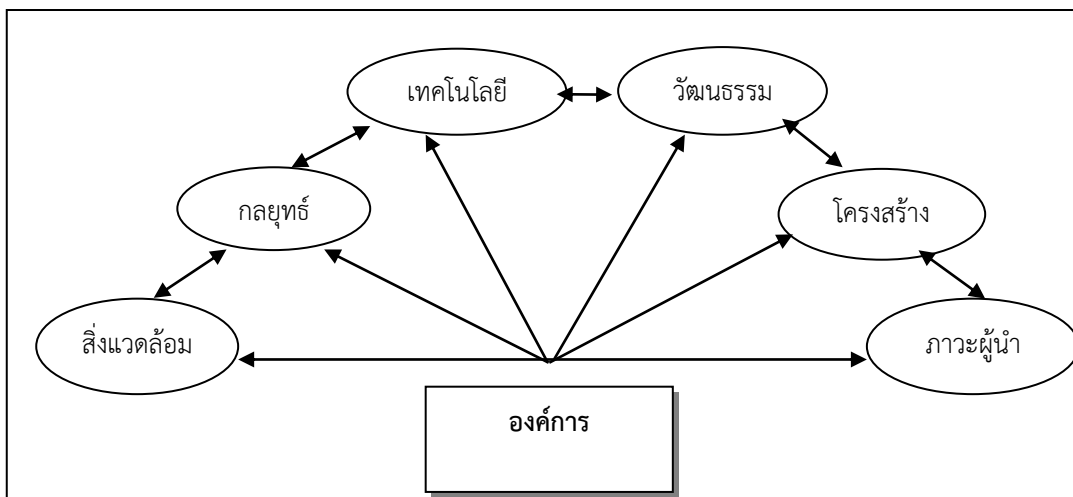 เทคโนโลยี
วัฒนธรรม
กลยุทธ์
โครงสร้าง
สิ่งแวดล้อม
ภาวะผู้นำ
องค์การ